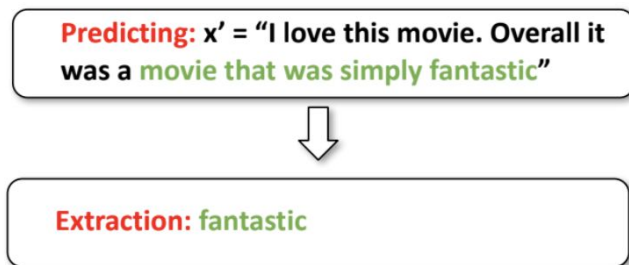 Predicting: x’ = “I love this movie. Overall it
was a movie that was simply fantastic”
Extraction: fantastic